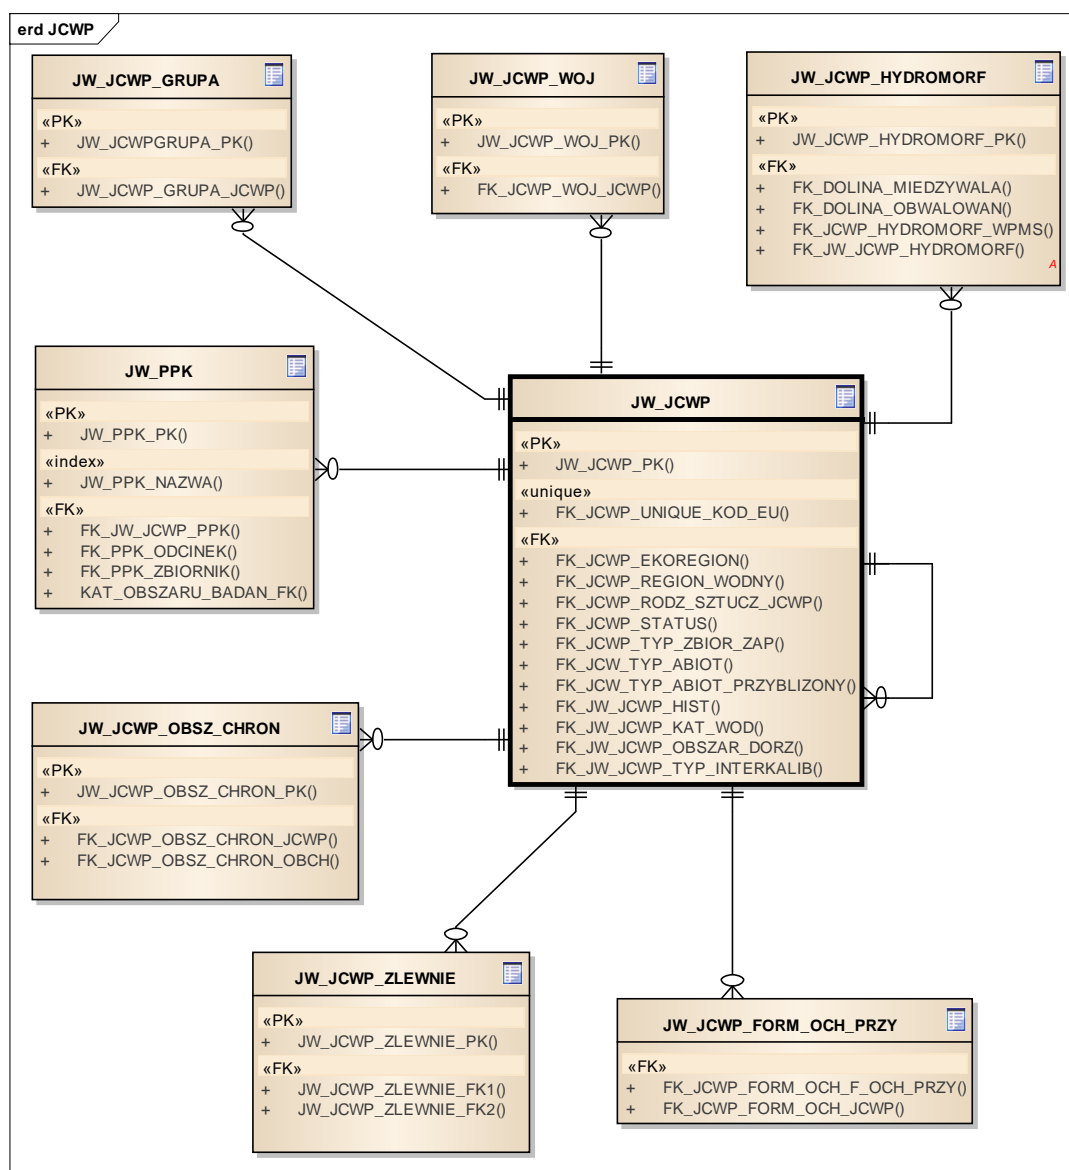 erd JCWP
JW_JCWP_GRUPA
«PK»
+ JW_JCWPGRUPA_PK()
«FK»
+ JW_JCWP_GRUPA_JCWP()
JW_JCWP_WOJ
«PK»
+ JW_JCWP_WOJ_PK()
«FK»
+ FK_JCWP_WOJ_JCWP()
JW_JCWP_HYDROMORF
«PK»
+ JW_JCWP_HYDROMORF_PK()
«FK»
+ FK_DOLINA_MIEDZYWALA()
+ FK_DOLINA_OBWALOWAN()
+ FK_JCWP_HYDROMORF_WPMS()
+ FK_JW_JCWP_HYDROMORF()
A
JW_PPK
«PK»
+ JW_PPK_PK()
«index»
+ JW_PPK_NAZWA()
«FK»
+ FK_JW_JCWP_PPK()
+ FK_PPK_ODCINEK()
+ FK_PPK_ZBIORNIK()
+ KAT_OBSZARU_BADAN_FK()
JW_JCWP
«PK»
+ JW_JCWP_PK()
«unique»
+ FK_JCWP_UNIQUE_KOD_EU()
«FK»
+ FK_JCWP_EKOREGION()
+ FK_JCWP_REGION_WODNY()
+ FK_JCWP_RODZ_SZTUCZ_JCWP()
+ FK_JCWP_STATUS()
+ FK_JCWP_TYP_ZBIOR_ZAP()
+ FK_JCW_TYP_ABIOT()
+ FK_JCW_TYP_ABIOT_PRZYBLIZONY()
+ FK_JW_JCWP_HIST()
+ FK_JW_JCWP_KAT_WOD()
+ FK_JW_JCWP_OBSZAR_DORZ()
+ FK_JW_JCWP_TYP_INTERKALIB()
JW_JCWP_OBSZ_CHRON
«PK»
+ JW_JCWP_OBSZ_CHRON_PK()
«FK»
+ FK_JCWP_OBSZ_CHRON_JCWP()
+ FK_JCWP_OBSZ_CHRON_OBCH()
JW_JCWP_ZLEWNIE
«PK»
+ JW_JCWP_ZLEWNIE_PK()
«FK»
+ JW_JCWP_ZLEWNIE_FK1()
+ JW_JCWP_ZLEWNIE_FK2()
JW_JCWP_FORM_OCH_PRZY
«FK»
+ FK_JCWP_FORM_OCH_F_OCH_PRZY()
+ FK_JCWP_FORM_OCH_JCWP()